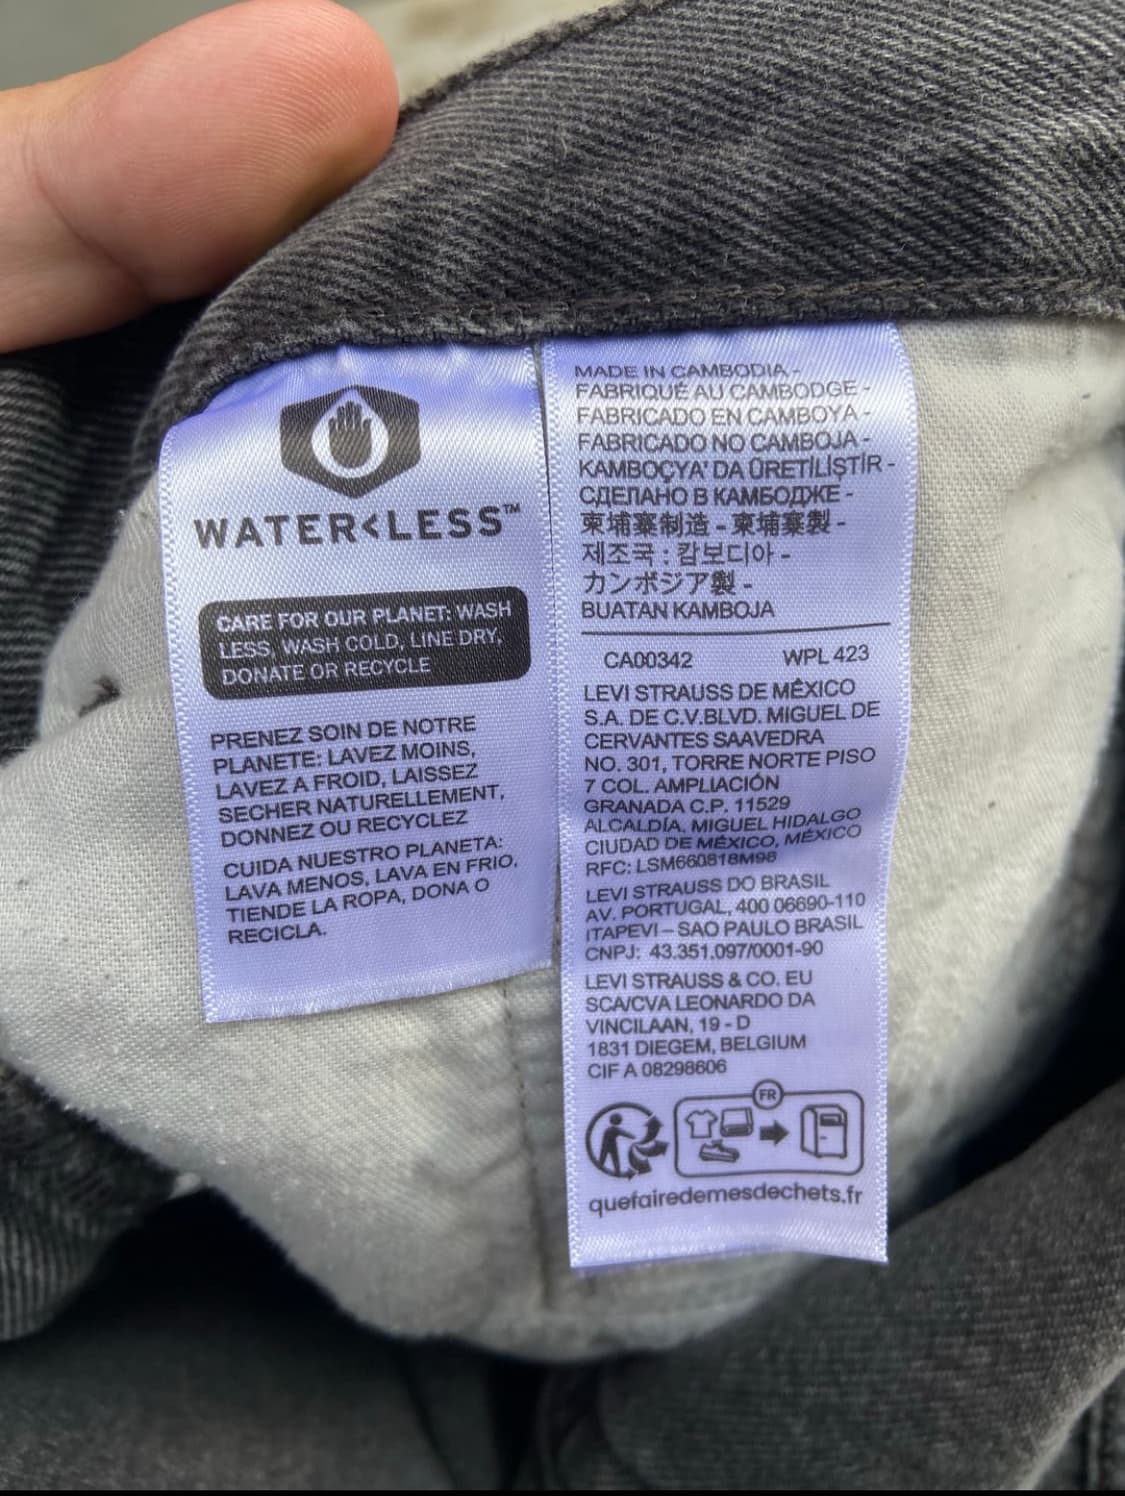 WATER<LESS™
CARE FOR OUR PLANET: WASH
LESS, WASH COLD, LINE DRY,
DONATE OR RECYCLE
PRENEZ SOIN DE NOTRE
PLANETE: LAVEZ MOINS,
LAVEZ A FROID, LAISSEZ
SECHER NATURELLEMENT,
DONNEZ OU RECYCLEZ
CUIDA NUESTRO PLANETA:
LAVA MENOS, LAVA EN FRIO,
TIENDE LA ROPA, DONA O
RECICLA.
MADE IN CAMBODIA -
FABRIQUÉ AU CAMBODGE -
FABRICADO EN CAMBOYA -
FABRICADO NO CAMBOJA -
KAMBOÇYA' DA ÜRETİLİŞTİR -
СДЕЛАНО В КАМБОДЖЕ -
柬埔寨制造 - 柬埔寨製 -
제조국 : 캄보디아 -
カンボジア製 -
BUATAN KAMBOJA
CA00342 WPL 423
LEVI STRAUSS DE MÉXICO
S.A. DE C.V.BLVD. MIGUEL DE
CERVANTES SAAVEDRA
NO. 301, TORRE NORTE PISO
7 COL. AMPLIACIÓN
GRANADA C.P. 11529
ALCALDÍA, MIGUEL HIDALGO
CIUDAD DE MÉXICO, MÉXICO
RFC: LSM660818M98
LEVI STRAUSS DO BRASIL
AV. PORTUGAL, 400 06690-110
ITAPEVI – SAO PAULO BRASIL
CNPJ: 43.351.097/0001-90
LEVI STRAUSS & CO. EU
SCA/CVA LEONARDO DA
VINCILAAN, 19 - D
1831 DIEGEM, BELGIUM
CIF A 08298606
FR
quefairedemesdechets.fr